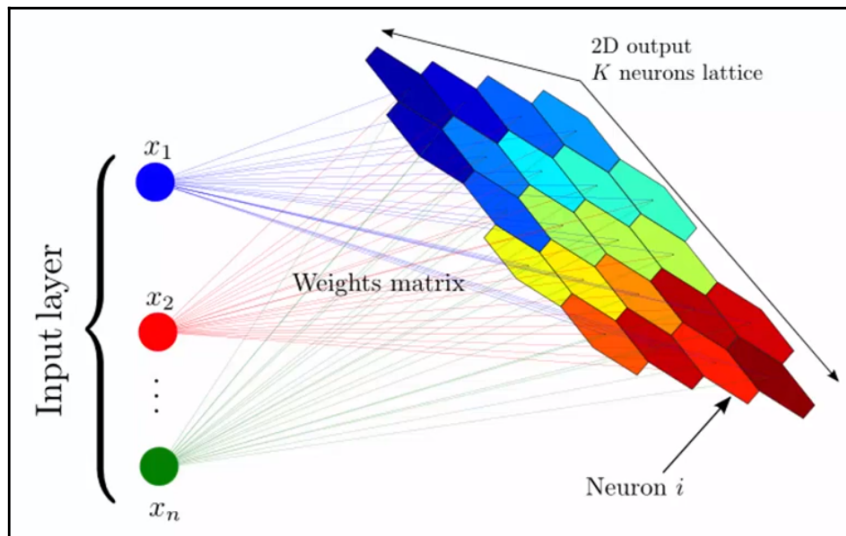 2D output
K neurons lattice
x1
Input layer
Weights matrix
x2
⋮
xn
Neuron i